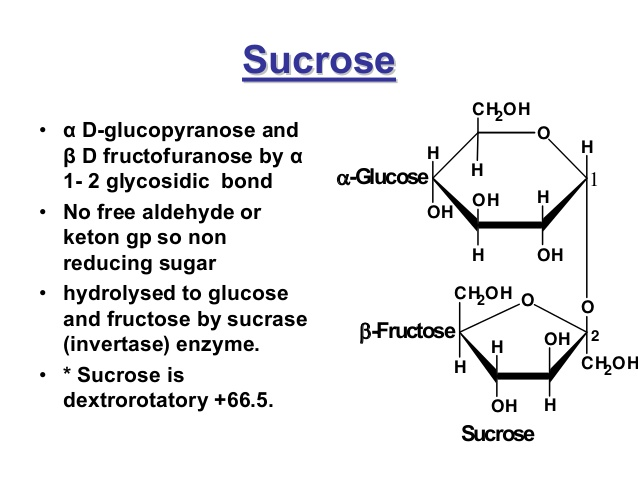 Sucrose
• α D-glucopyranose and
β D fructofuranose by α
1- 2 glycosidic bond
• No free aldehyde or
keton gp so non
reducing sugar
• hydrolysed to glucose
and fructose by sucrase
(invertase) enzyme.
• * Sucrose is
dextrorotatory +66.5.
CH2OH
O
H
H
H
α-Glucose
1
OH
OH
H
H
OH
CH2OH
O
O
β-Fructose
2
H
H
OH
CH2OH
OH
H
Sucrose